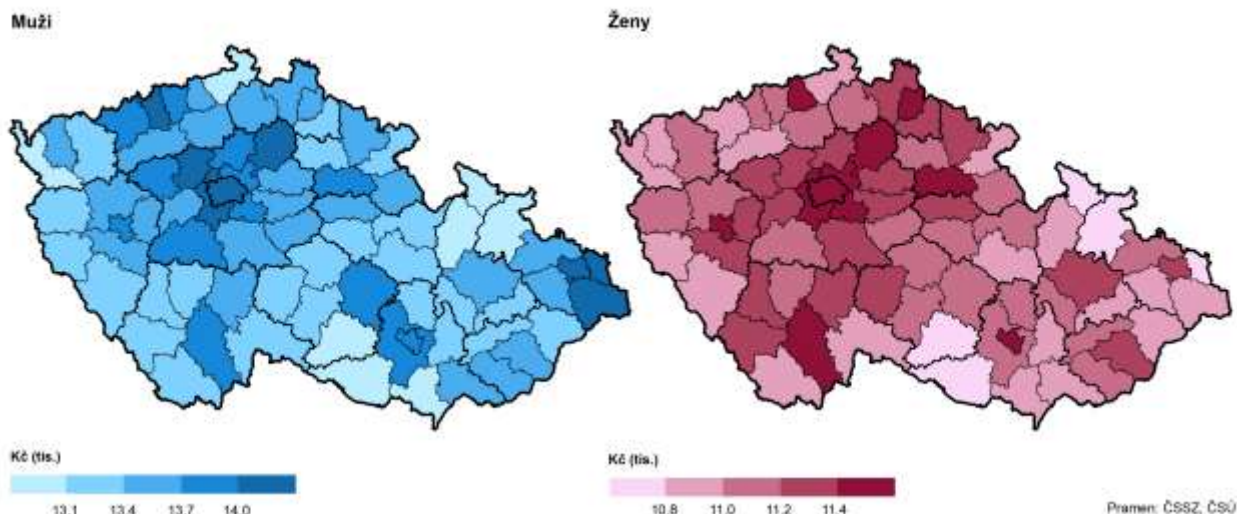 Muži
Ženy
Kč (tis.)
13.1 13.4 13.7 14.0
Kč (tis.)
10.8 11.0 11.2 11.4
Pramen: ČSSZ, ČSÚ